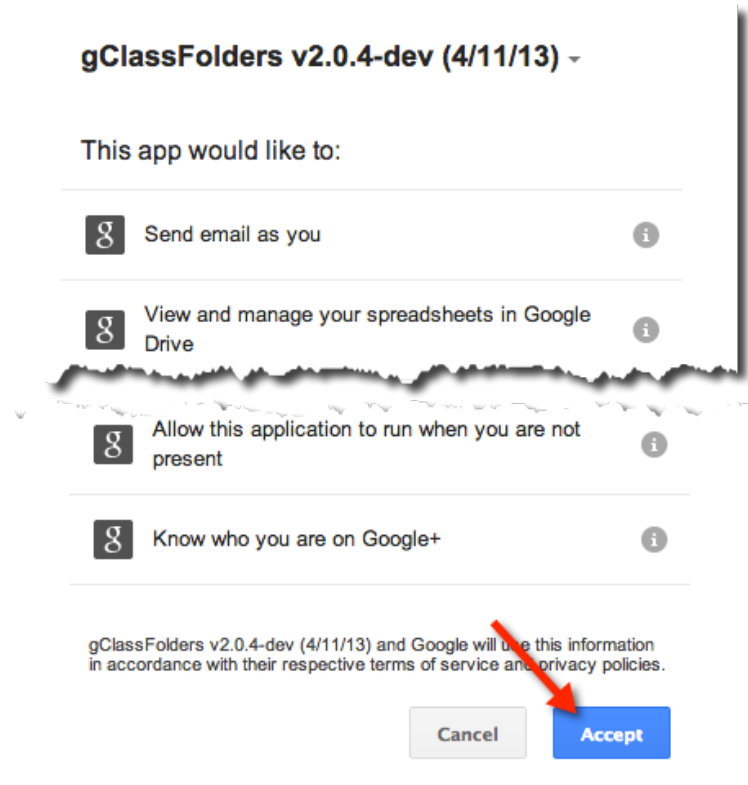 gClassFolders v2.0.4-dev (4/11/13)
This app would like to:
g Send email as you i
g View and manage your spreadsheets in Google i
Drive
g Allow this application to run when you are not i
present
g Know who you are on Google+ i
gClassFolders v2.0.4-dev (4/11/13) and Google will use this information
in accordance with their respective terms of service and privacy policies.
Cancel Accept